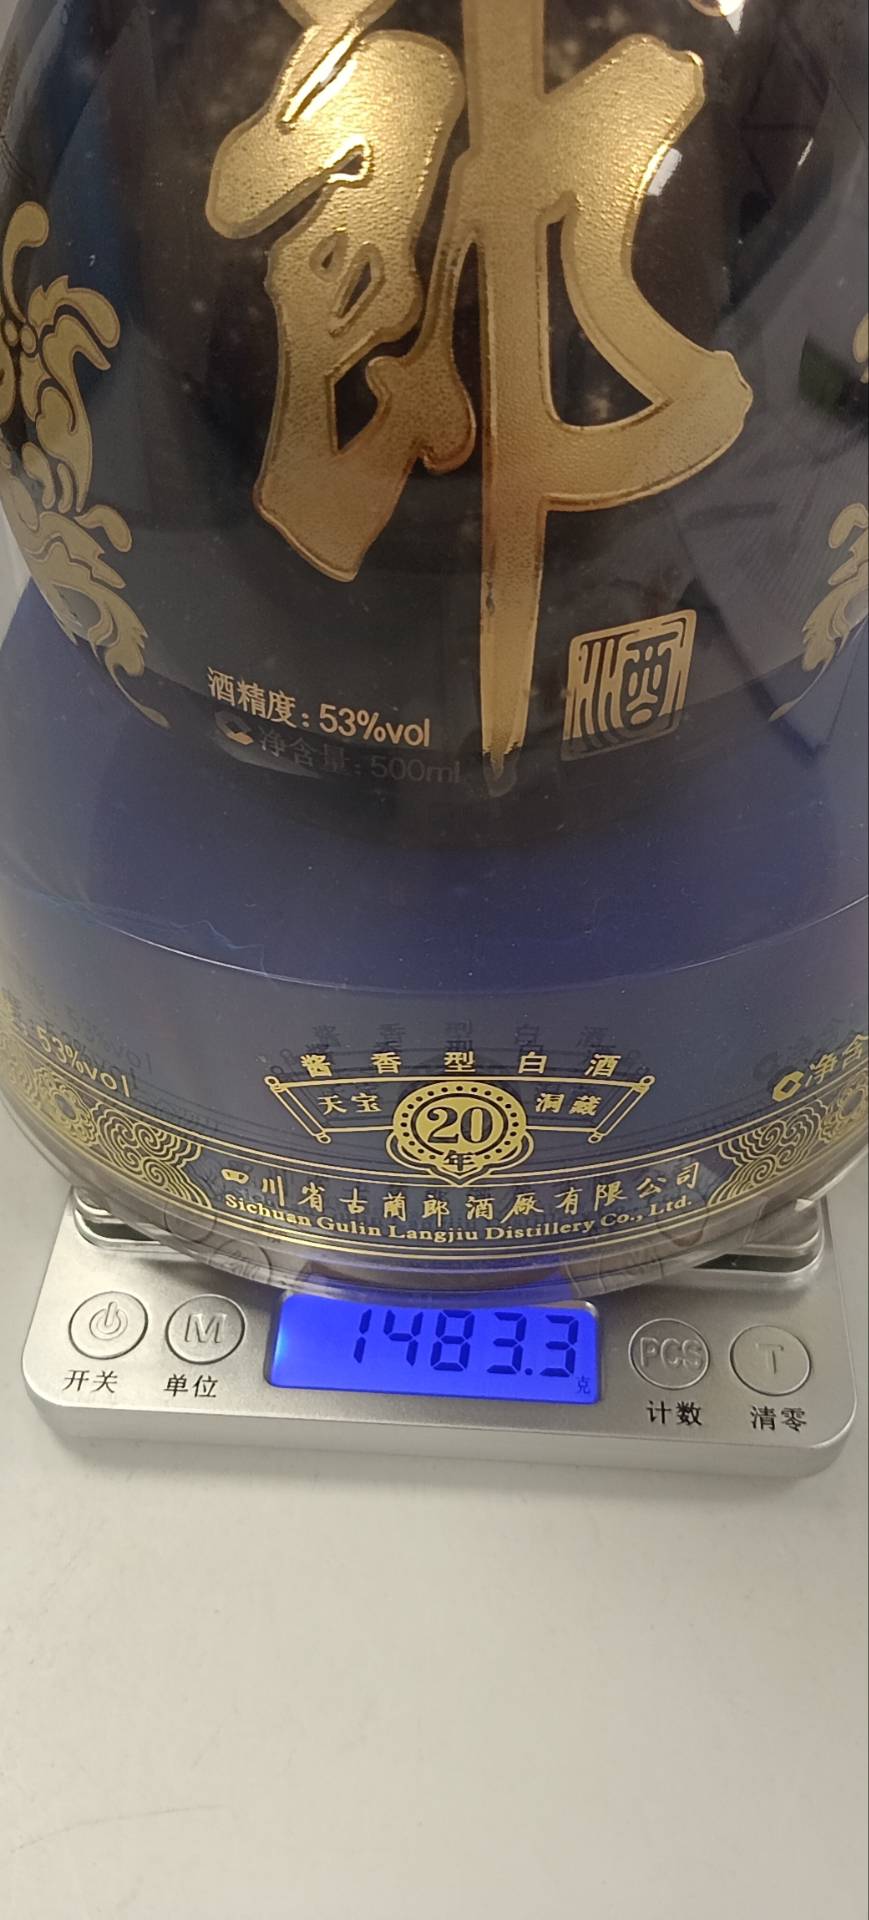 郎
酒
酒精度：53%vol
净含量：500ml
53%vol
净含
酱香型白酒
天宝
洞藏
20
年
四川省古蔺郎酒厰有限公司
Sichuan Gulin Langjiu Distillery Co., Ltd.
M
1483.3
克
PCS
T
开关
单位
计数
清零